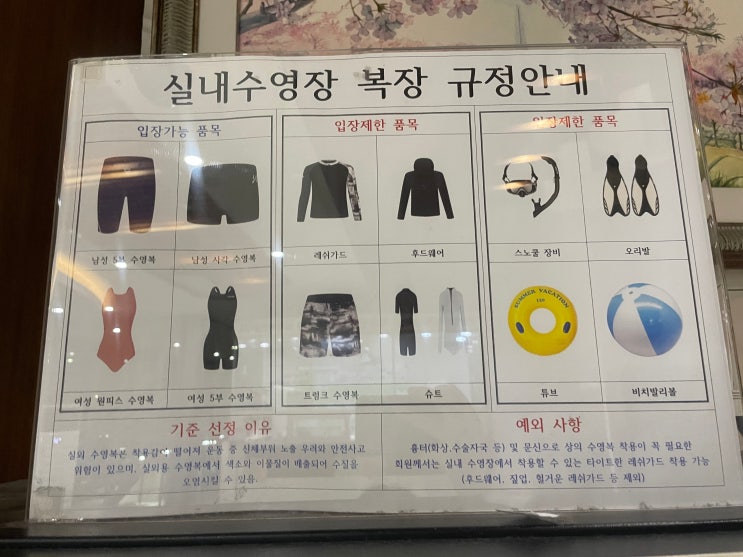 실내수영장 복장 규정안내
입장가능 품목
입장제한 품목
입장제한 품목
남성 5부 수영복
남성 사각 수영복
레쉬가드
후드웨어
스노쿨 장비
오리발
SUMMER VACATION
여성 원피스 수영복
여성 5부 수영복
트렁크 수영복
슈트
튜브
비치발리볼
기준 선정 이유
실외 수영복은 착용감이 떨어져 운동 중 신체부위 노출 우려와 안전사고
위험이 있으며, 실외용 수영복에서 색소와 이물질이 배출되어 수질을
오염시킬 수 있음.
예외 사항
흉터(화상,수술자국 등) 및 문신으로 상의 수영복 착용이 꼭 필요한
회원께서는 실내 수영장에서 착용할 수 있는 타이트한 레쉬가드 착용 가능
(후드웨어, 집업, 헐거운 레쉬가드 등 제외)